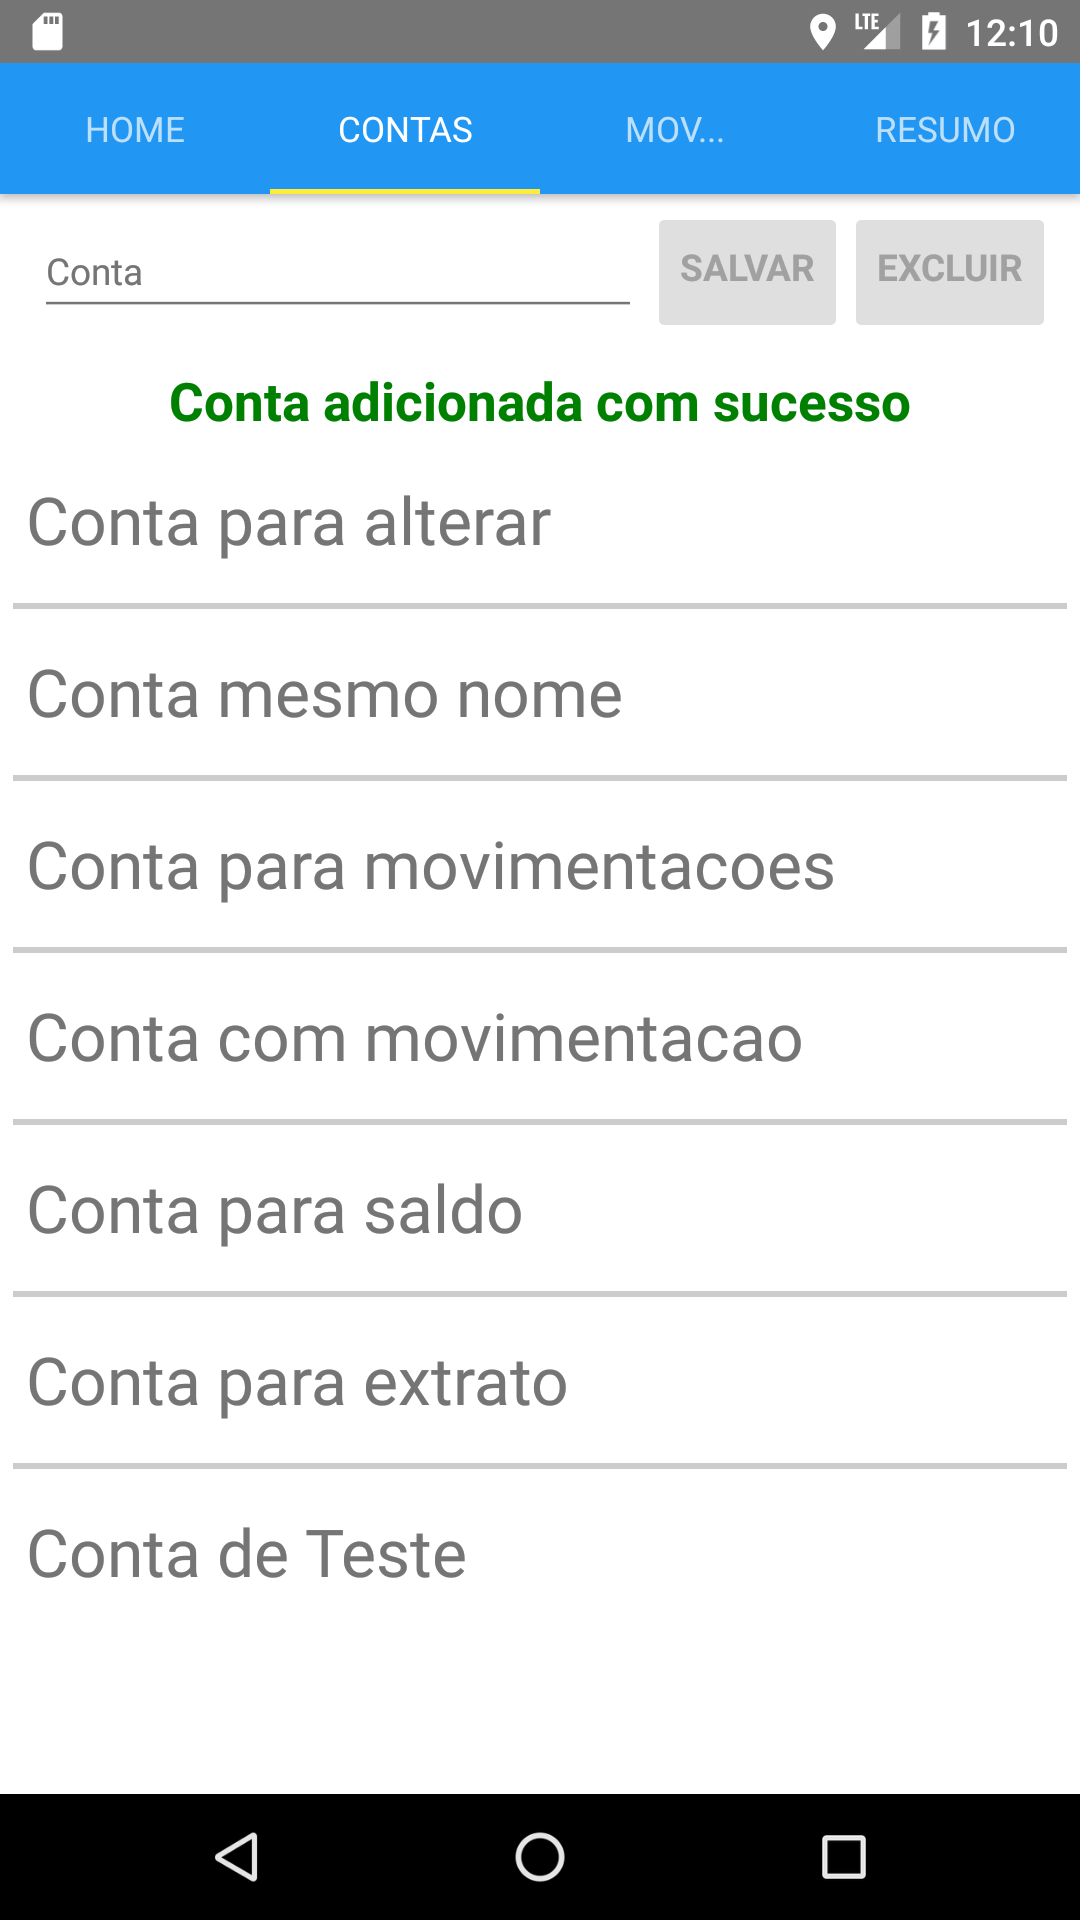 LTE 12:10
HOME CONTAS MOV... RESUMO
Conta SALVAR EXCLUIR
Conta adicionada com sucesso
Conta para alterar
Conta mesmo nome
Conta para movimentacoes
Conta com movimentacao
Conta para saldo
Conta para extrato
Conta de Teste